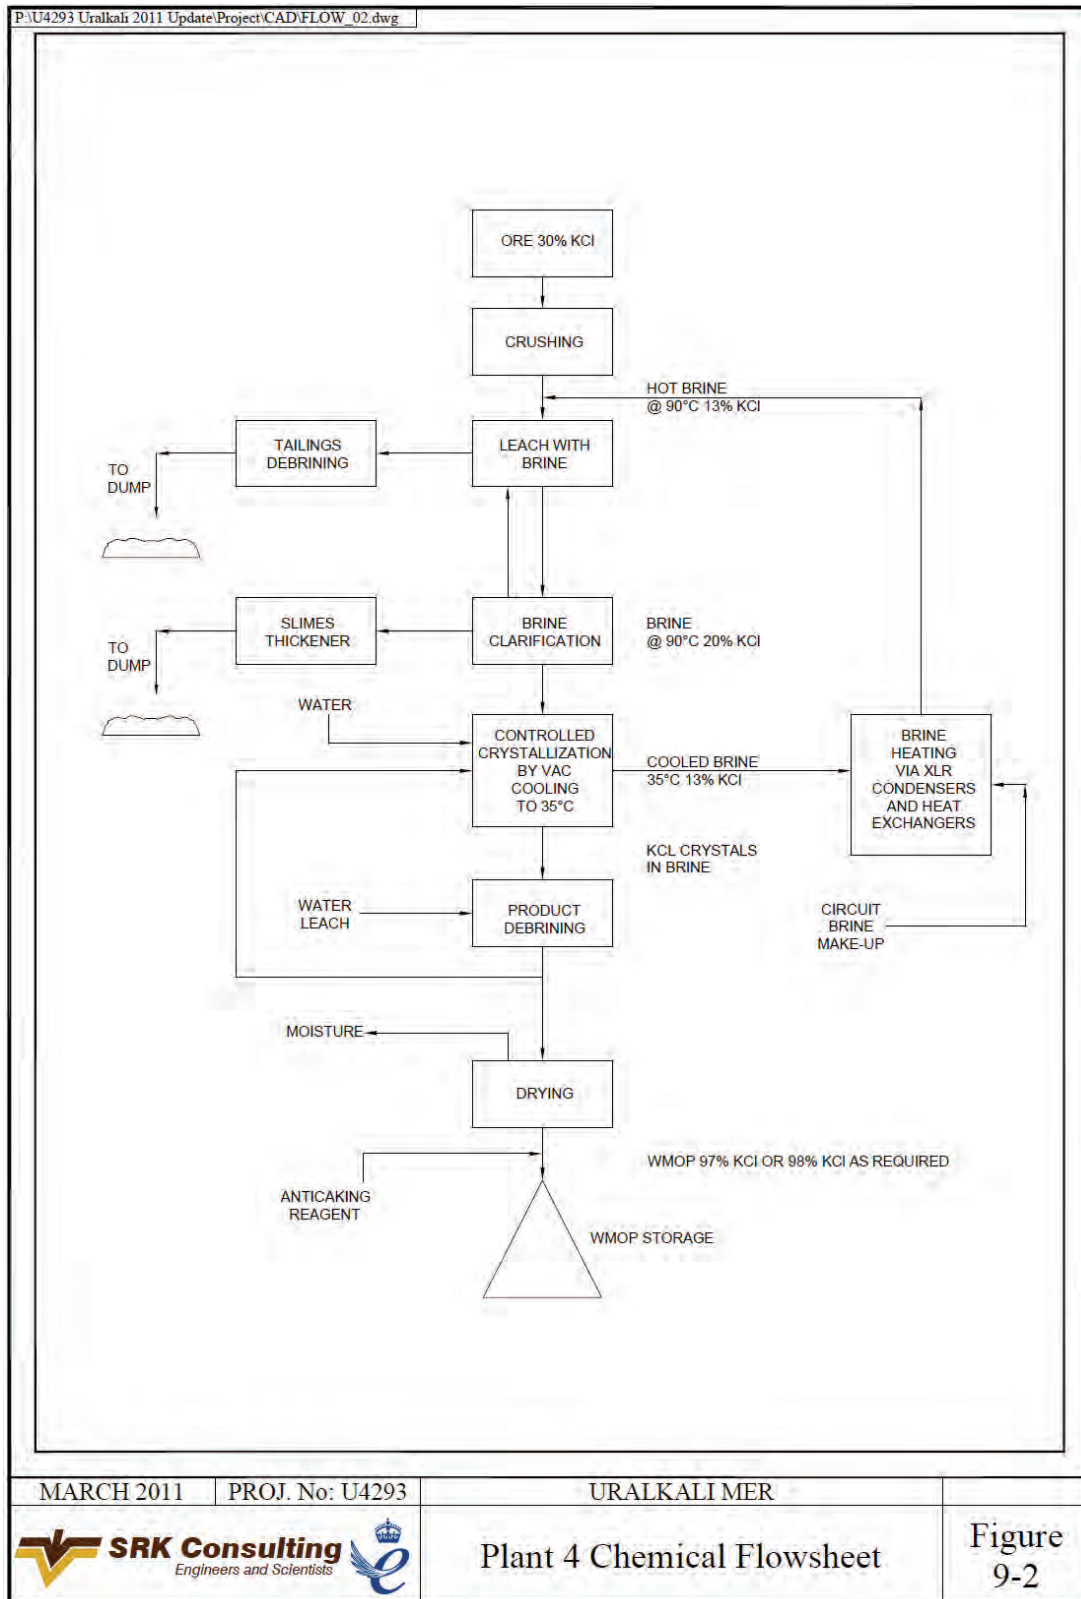 P:\U4293 Uralkali 2011 Update\Project\CAD\FLOW_02.dwg
ORE 30% KCl
CRUSHING
HOT BRINE
@ 90°C 13% KCl
LEACH WITH
BRINE
TAILINGS
DEBRINING
TO
DUMP
SLIMES
THICKENER
BRINE
CLARIFICATION
BRINE
@ 90°C 20% KCl
TO
DUMP
WATER
CONTROLLED
CRYSTALLIZATION
BY VAC
COOLING
TO 35°C
COOLED BRINE
35°C 13% KCl
BRINE
HEATING
VIA XLR
CONDENSERS
AND HEAT
EXCHANGERS
KCL CRYSTALS
IN BRINE
WATER
LEACH
PRODUCT
DEBRINING
CIRCUIT
BRINE
MAKE-UP
MOISTURE
DRYING
WMOP 97% KCl OR 98% KCl AS REQUIRED
ANTICAKING
REAGENT
WMOP STORAGE
MARCH 2011
PROJ. No: U4293
URALKALI MER
SRK Consulting
Engineers and Scientists
Plant 4 Chemical Flowsheet
Figure
9-2